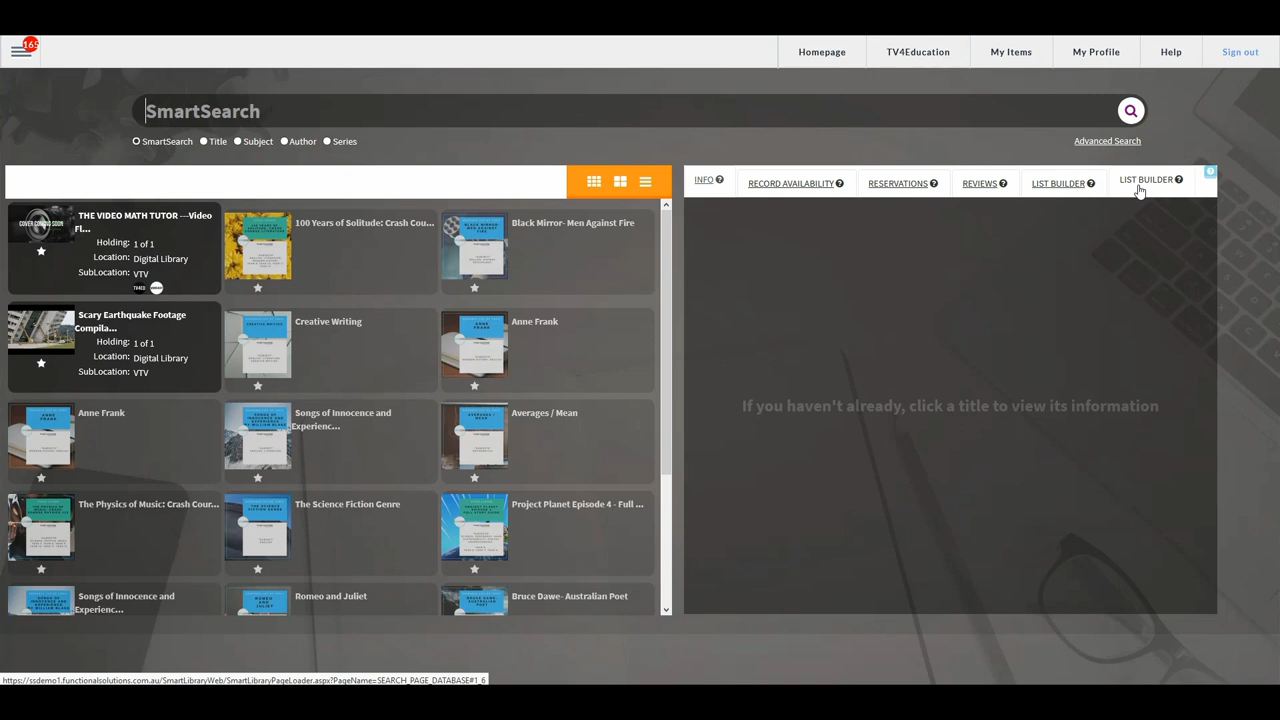 165
Homepage
TV4Education
My Items
My Profile
Help
Sign out
SmartSearch
SmartSearch
Title
Subject
Author
Series
Advanced Search
INFO
RECORD AVAILABILITY
RESERVATIONS
REVIEWS
LIST BUILDER
LIST BUILDER
THE VIDEO MATH TUTOR ---Video
Fl...
Holding: 1 of 1
Location: Digital Library
SubLocation: VTV
100 Years of Solitude: Crash Cou...
Black Mirror- Men Against Fire
Scary Earthquake Footage
Compila...
Holding: 1 of 1
Location: Digital Library
SubLocation: VTV
Creative Writing
Anne Frank
Anne Frank
Songs of Innocence and
Experienc...
Averages / Mean
The Physics of Music: Crash Cour...
The Science Fiction Genre
Project Planet Episode 4 - Full ...
Songs of Innocence and
Experienc...
Romeo and Juliet
Bruce Dawe- Australian Poet
If you haven't already, click a title to view its information
https://ssdemo1.functionalsolutions.com.au/SmartLibraryWeb/SmartLibraryPageLoader.aspx?PageName=SEARCH_PAGE_DATABASE#1_6